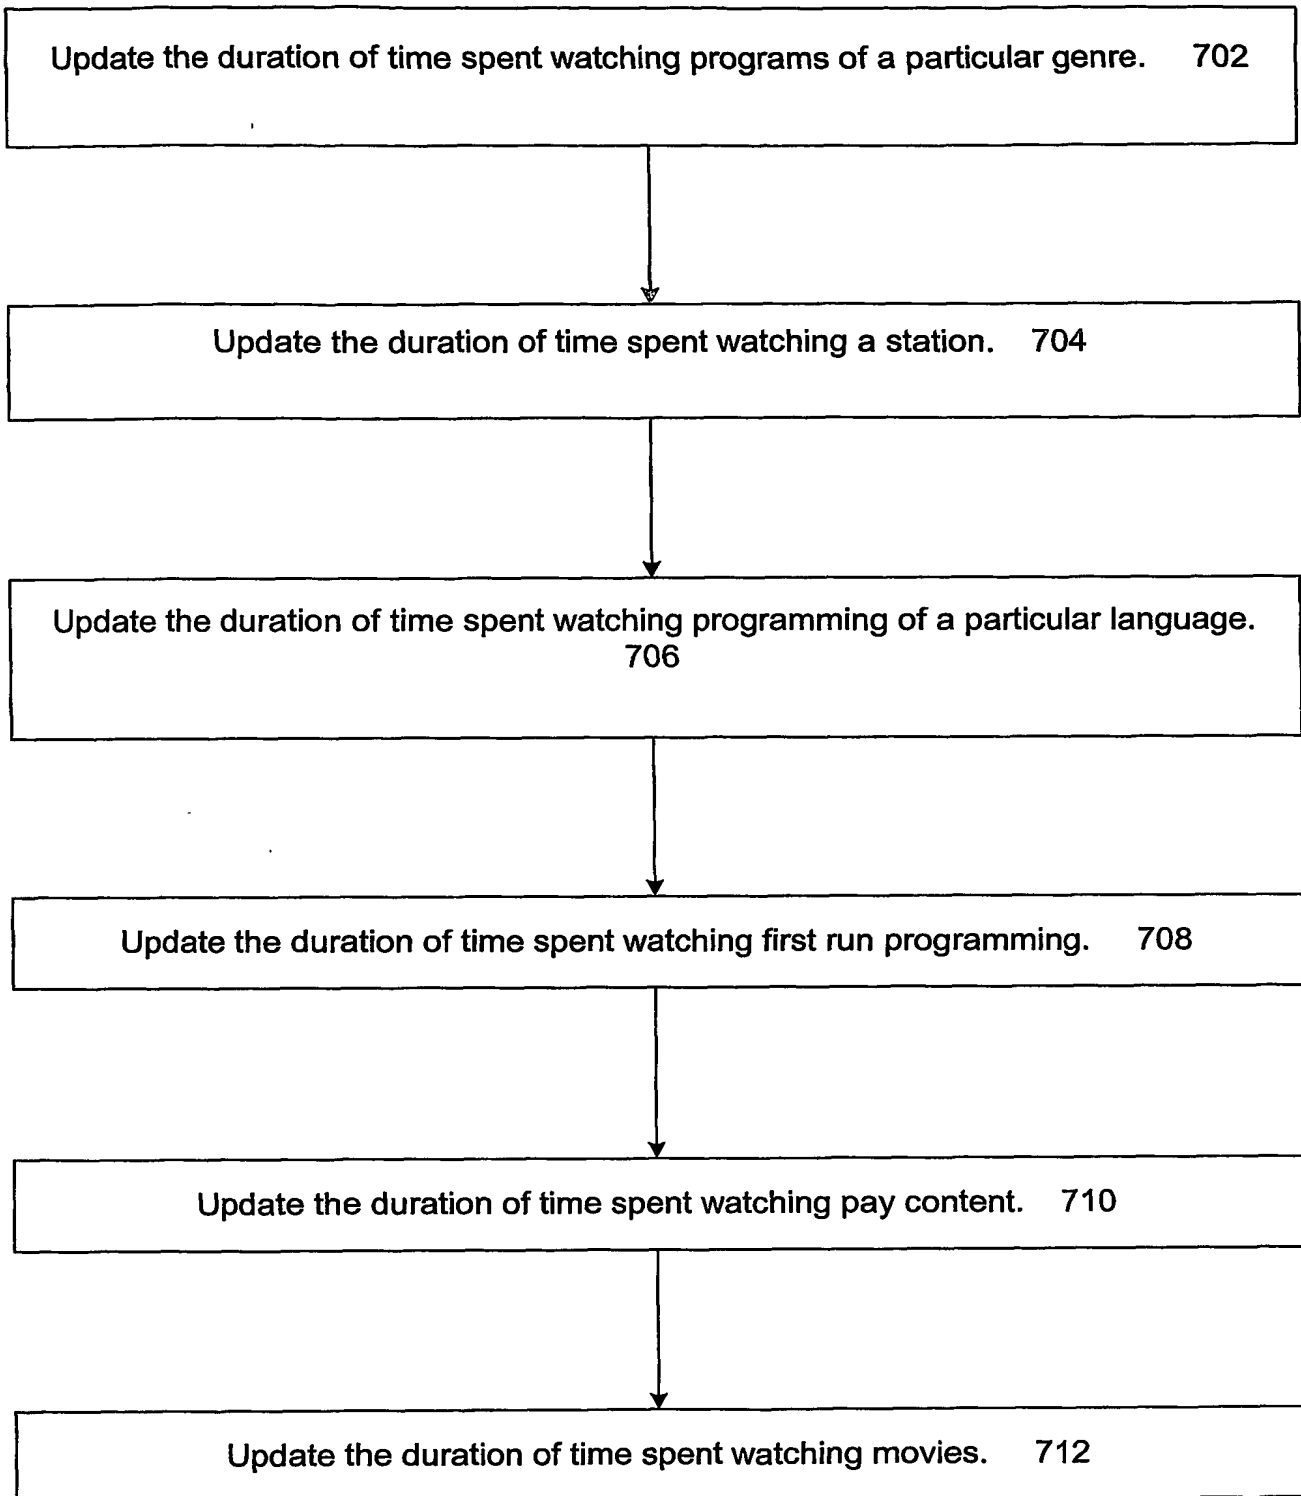 Update the duration of time spent watching programs of a particular genre. 702
Update the duration of time spent watching a station. 704
Update the duration of time spent watching programming of a particular language.
706
Update the duration of time spent watching first run programming. 708
Update the duration of time spent watching pay content. 710
Update the duration of time spent watching movies. 712